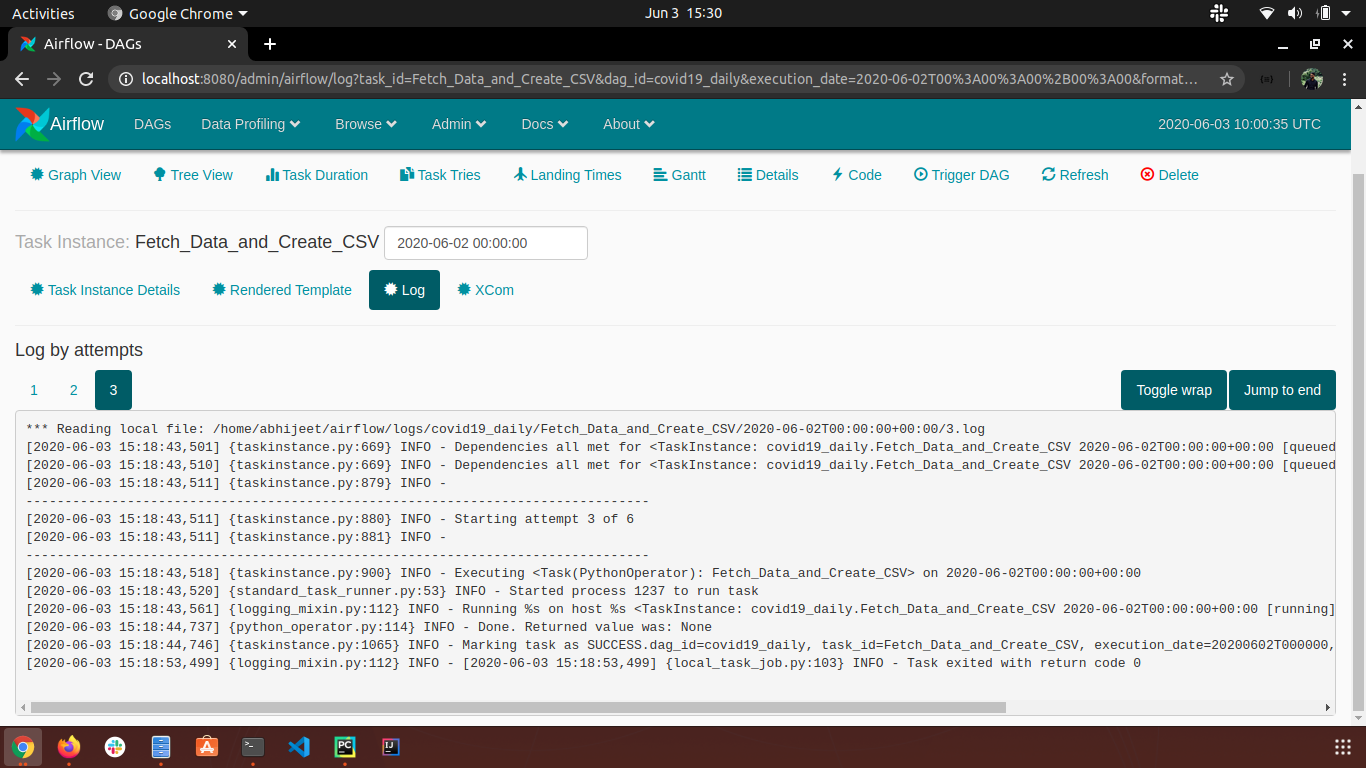 Activities Google Chrome Jun 3 15:30
Airflow - DAGs
localhost:8080/admin/airflow/log?task_id=Fetch_Data_and_Create_CSV&dag_id=covid19_daily&execution_date=2020-06-02T00%3A00%3A00%2B00%3A00&format...
Airflow DAGs Data Profiling Browse Admin Docs About 2020-06-03 10:00:35 UTC
Graph View Tree View Task Duration Task Tries Landing Times Gantt Details Code Trigger DAG Refresh Delete
Task Instance: Fetch_Data_and_Create_CSV 2020-06-02 00:00:00
Task Instance Details Rendered Template Log XCom
Log by attempts
1 2 3 Toggle wrap Jump to end
*** Reading local file: /home/abhijeet/airflow/logs/covid19_daily/Fetch_Data_and_Create_CSV/2020-06-02T00:00:00+00:00/3.log
[2020-06-03 15:18:43,501] {taskinstance.py:669} INFO - Dependencies all met for <TaskInstance: covid19_daily.Fetch_Data_and_Create_CSV 2020-06-02T00:00:00+00:00 [queued
[2020-06-03 15:18:43,510] {taskinstance.py:669} INFO - Dependencies all met for <TaskInstance: covid19_daily.Fetch_Data_and_Create_CSV 2020-06-02T00:00:00+00:00 [queued
[2020-06-03 15:18:43,511] {taskinstance.py:879} INFO -
--------------------------------------------------------------------------------
[2020-06-03 15:18:43,511] {taskinstance.py:880} INFO - Starting attempt 3 of 6
[2020-06-03 15:18:43,511] {taskinstance.py:881} INFO -
--------------------------------------------------------------------------------
[2020-06-03 15:18:43,518] {taskinstance.py:900} INFO - Executing <Task(PythonOperator): Fetch_Data_and_Create_CSV> on 2020-06-02T00:00:00+00:00
[2020-06-03 15:18:43,520] {standard_task_runner.py:53} INFO - Started process 1237 to run task
[2020-06-03 15:18:43,561] {logging_mixin.py:112} INFO - Running %s on host %s <TaskInstance: covid19_daily.Fetch_Data_and_Create_CSV 2020-06-02T00:00:00+00:00 [running]
[2020-06-03 15:18:44,737] {python_operator.py:114} INFO - Done. Returned value was: None
[2020-06-03 15:18:44,746] {taskinstance.py:1065} INFO - Marking task as SUCCESS.dag_id=covid19_daily, task_id=Fetch_Data_and_Create_CSV, execution_date=20200602T000000,
[2020-06-03 15:18:53,499] {logging_mixin.py:112} INFO - [2020-06-03 15:18:53,499] {local_task_job.py:103} INFO - Task exited with return code 0
PC
IJ